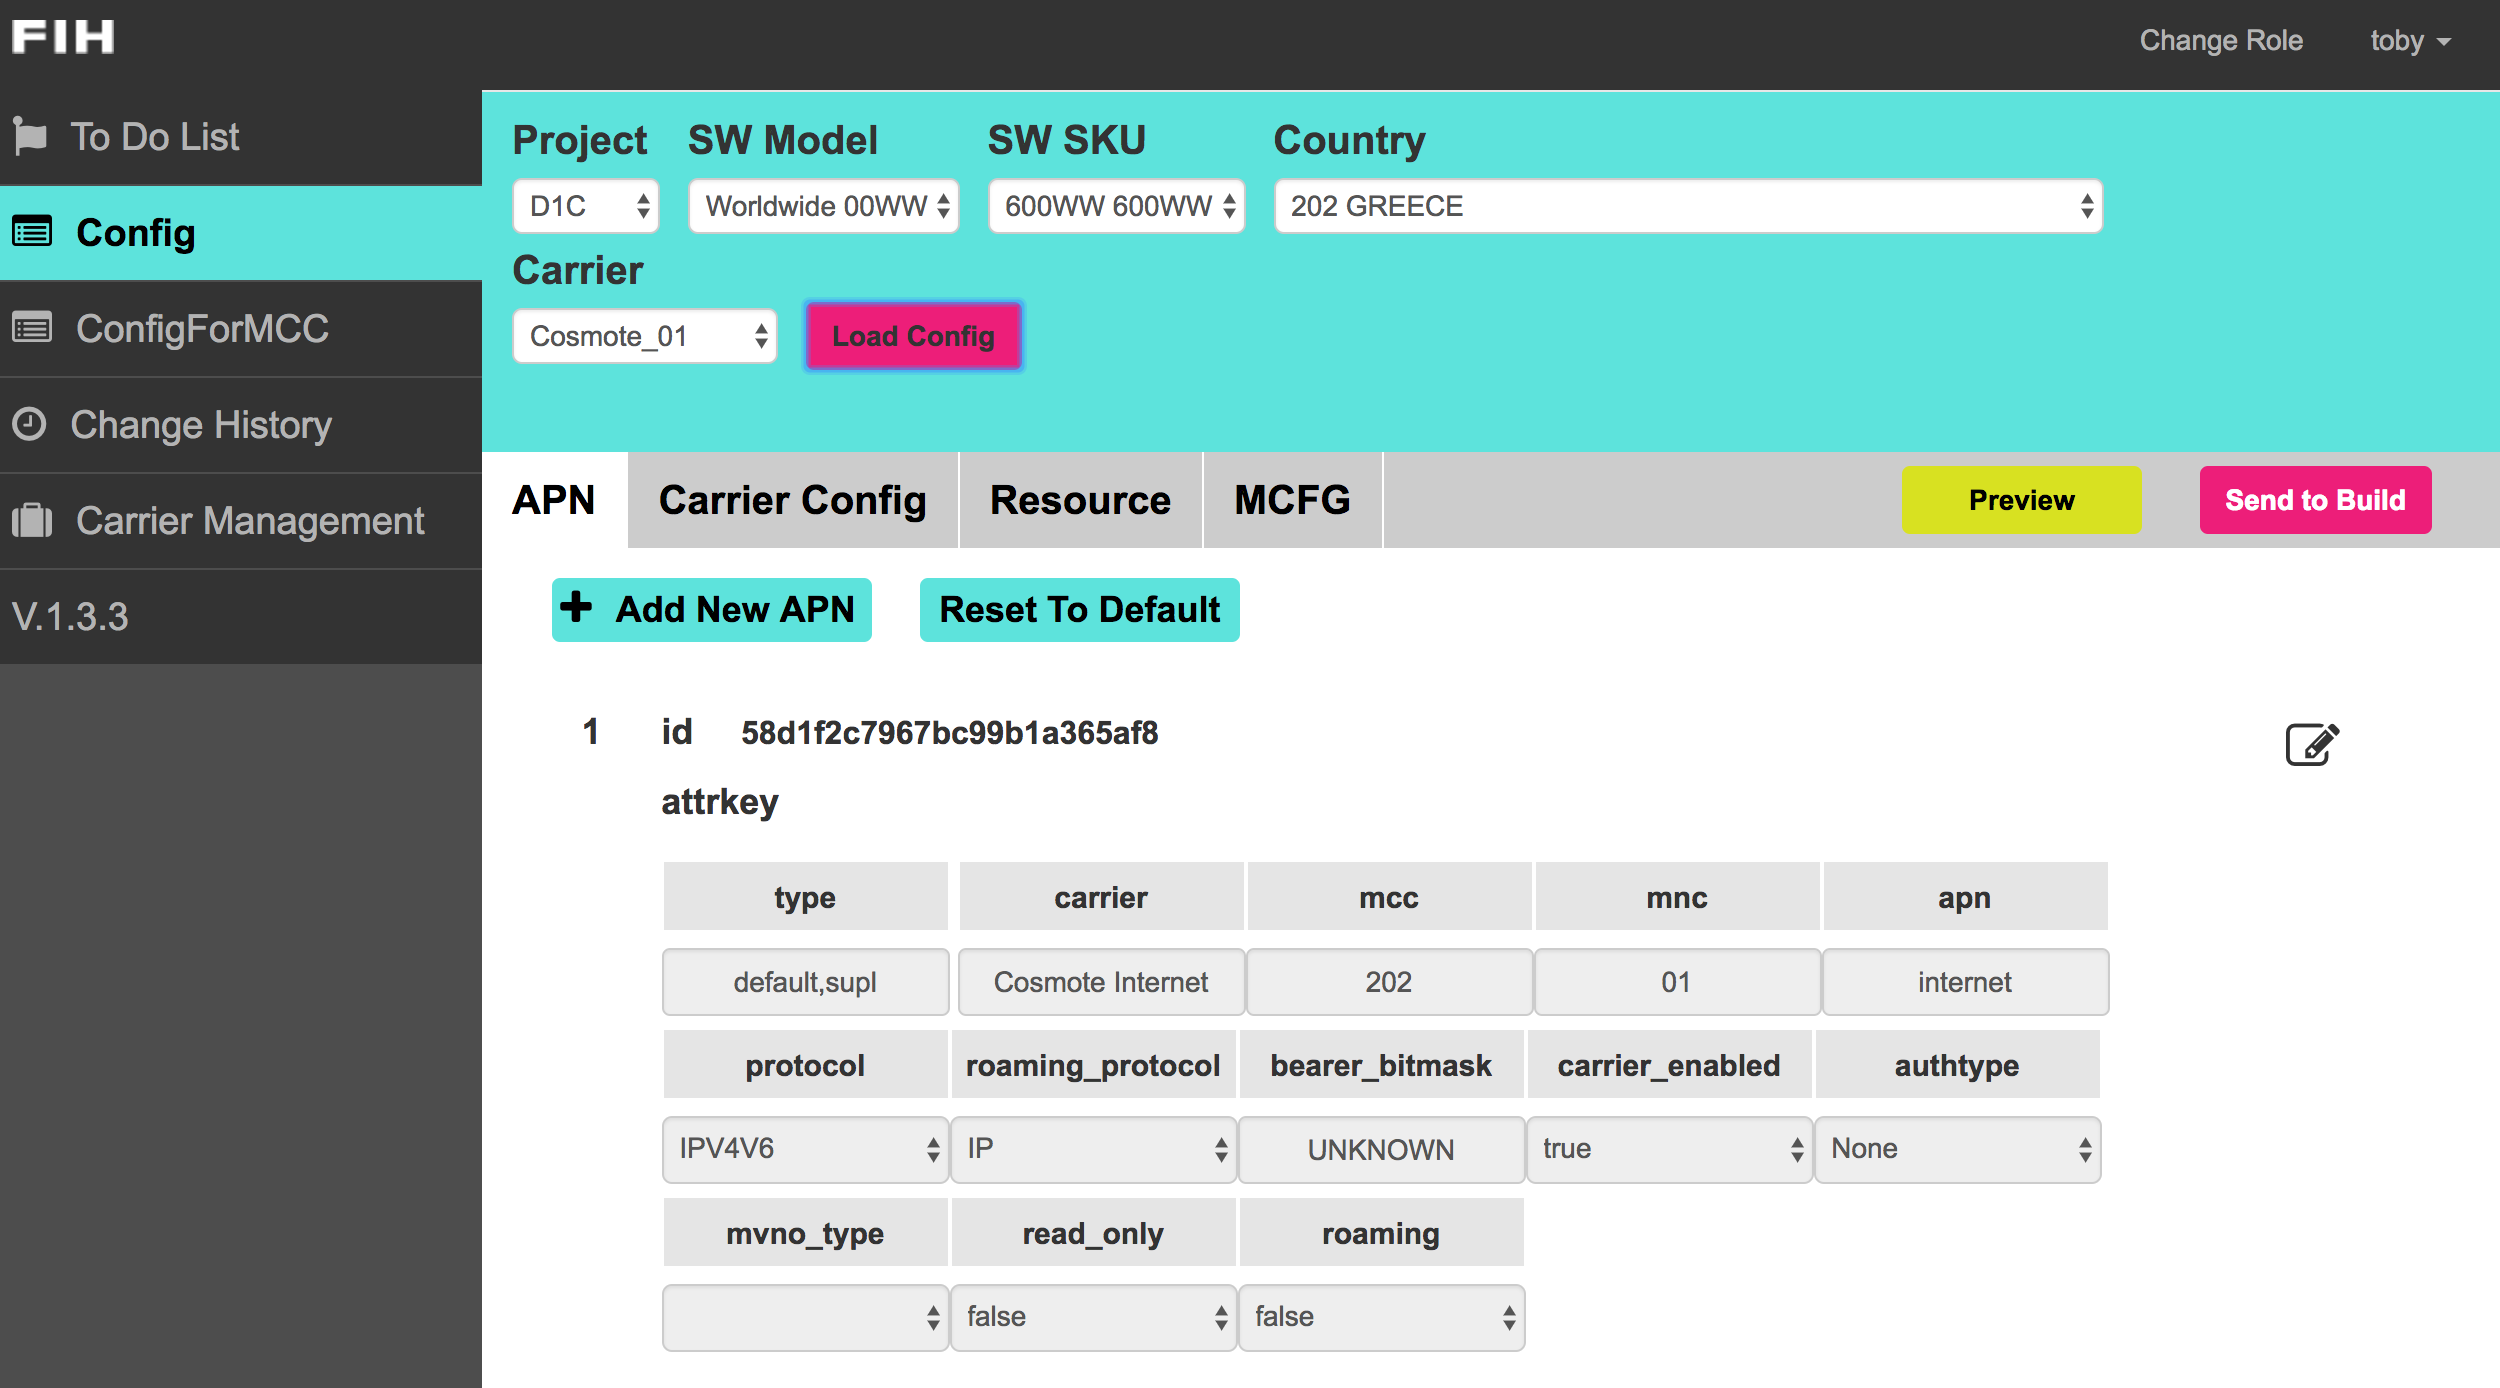 FIH
Change Role toby
To Do List
Config
ConfigForMCC
Change History
Carrier Management
V.1.3.3
Project SW Model SW SKU Country
D1C Worldwide 00WW 600WW 600WW 202 GREECE
Carrier
Cosmote_01 Load Config
APN Carrier Config Resource MCFG Preview Send to Build
Add New APN Reset To Default
1 id 58d1f2c7967bc99b1a365af8
attrkey
type carrier mcc mnc apn
default,supl Cosmote Internet 202 01 internet
protocol roaming_protocol bearer_bitmask carrier_enabled authtype
IPV4V6 IP UNKNOWN true None
mvno_type read_only roaming
false false